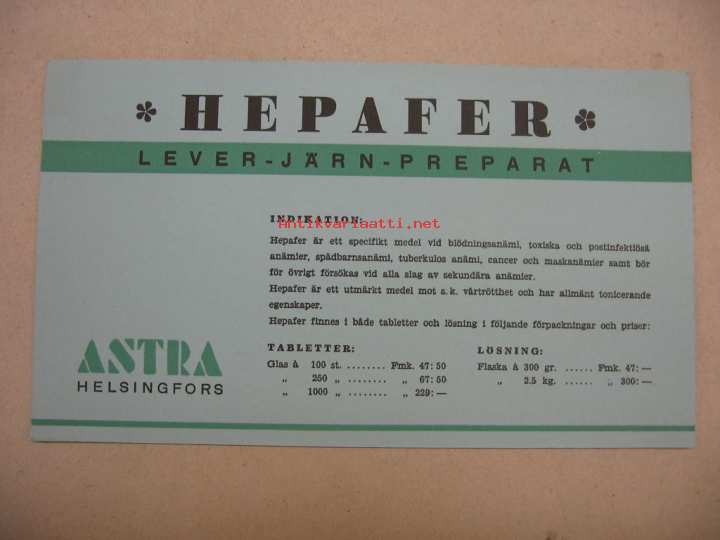 * HEPAFER *
LEVER-JÄRN-PREPARAT
INDIKATION:
Antikvariaatti.net
Hepafer är ett specifikt medel vid blödningsanämi, toxiska och postinfektiösa
anämier, spädbarnsanämi, tuberkulos anämi, cancer och maskanämier samt bör
för övrigt försökas vid alla slag av sekundära anämier.
Hepafer är ett utmärkt medel mot s. k. vårtrötthet och har allmänt tonicerande
egenskaper.
Hepafer finnes i både tabletter och lösning i följande förpackningar och priser:
TABLETTER:
Glas à 100 st. ........ Fmk. 47: 50
„ 250 „ ........ „ 67: 50
„ 1000 „ ........ „ 229: —
LÖSNING:
Flaska à 300 gr. ...... Fmk. 47: —
„ 2.5 kg. ...... „ 300: —
ASTRA
HELSINGFORS